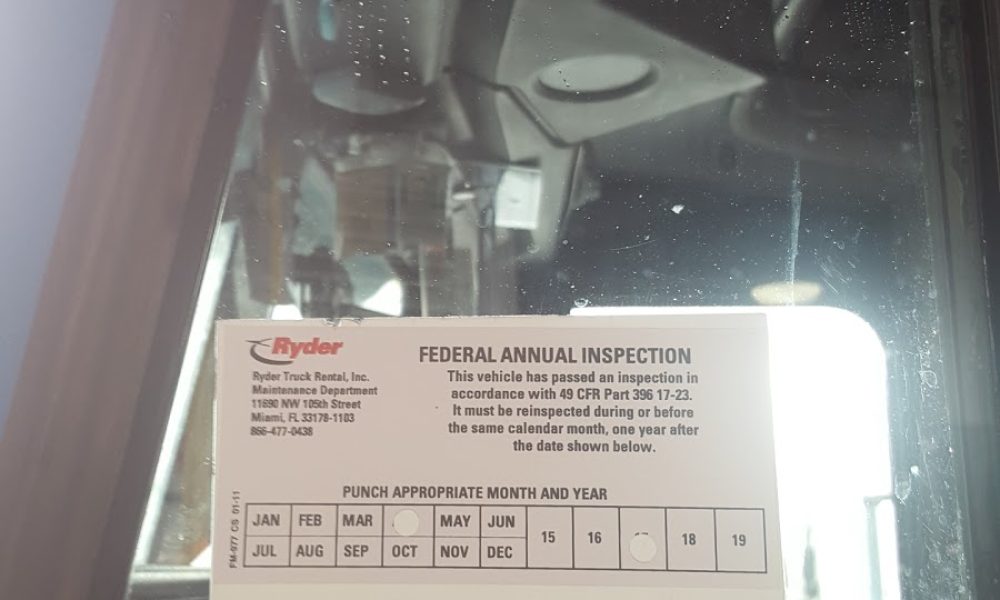 Ryder
Ryder Truck Rental, Inc.
Maintenance Department
11690 NW 105th Street
Miami, FL 33178-1103
866-477-0438
FEDERAL ANNUAL INSPECTION
This vehicle has passed an inspection in
accordance with 49 CFR Part 396 17-23.
It must be reinspected during or before
the same calendar month, one year after
the date shown below.
PUNCH APPROPRIATE MONTH AND YEAR
FM-977 CS 01-11
JAN FEB MAR MAY JUN
JUL AUG SEP OCT NOV DEC
15 16 18 19